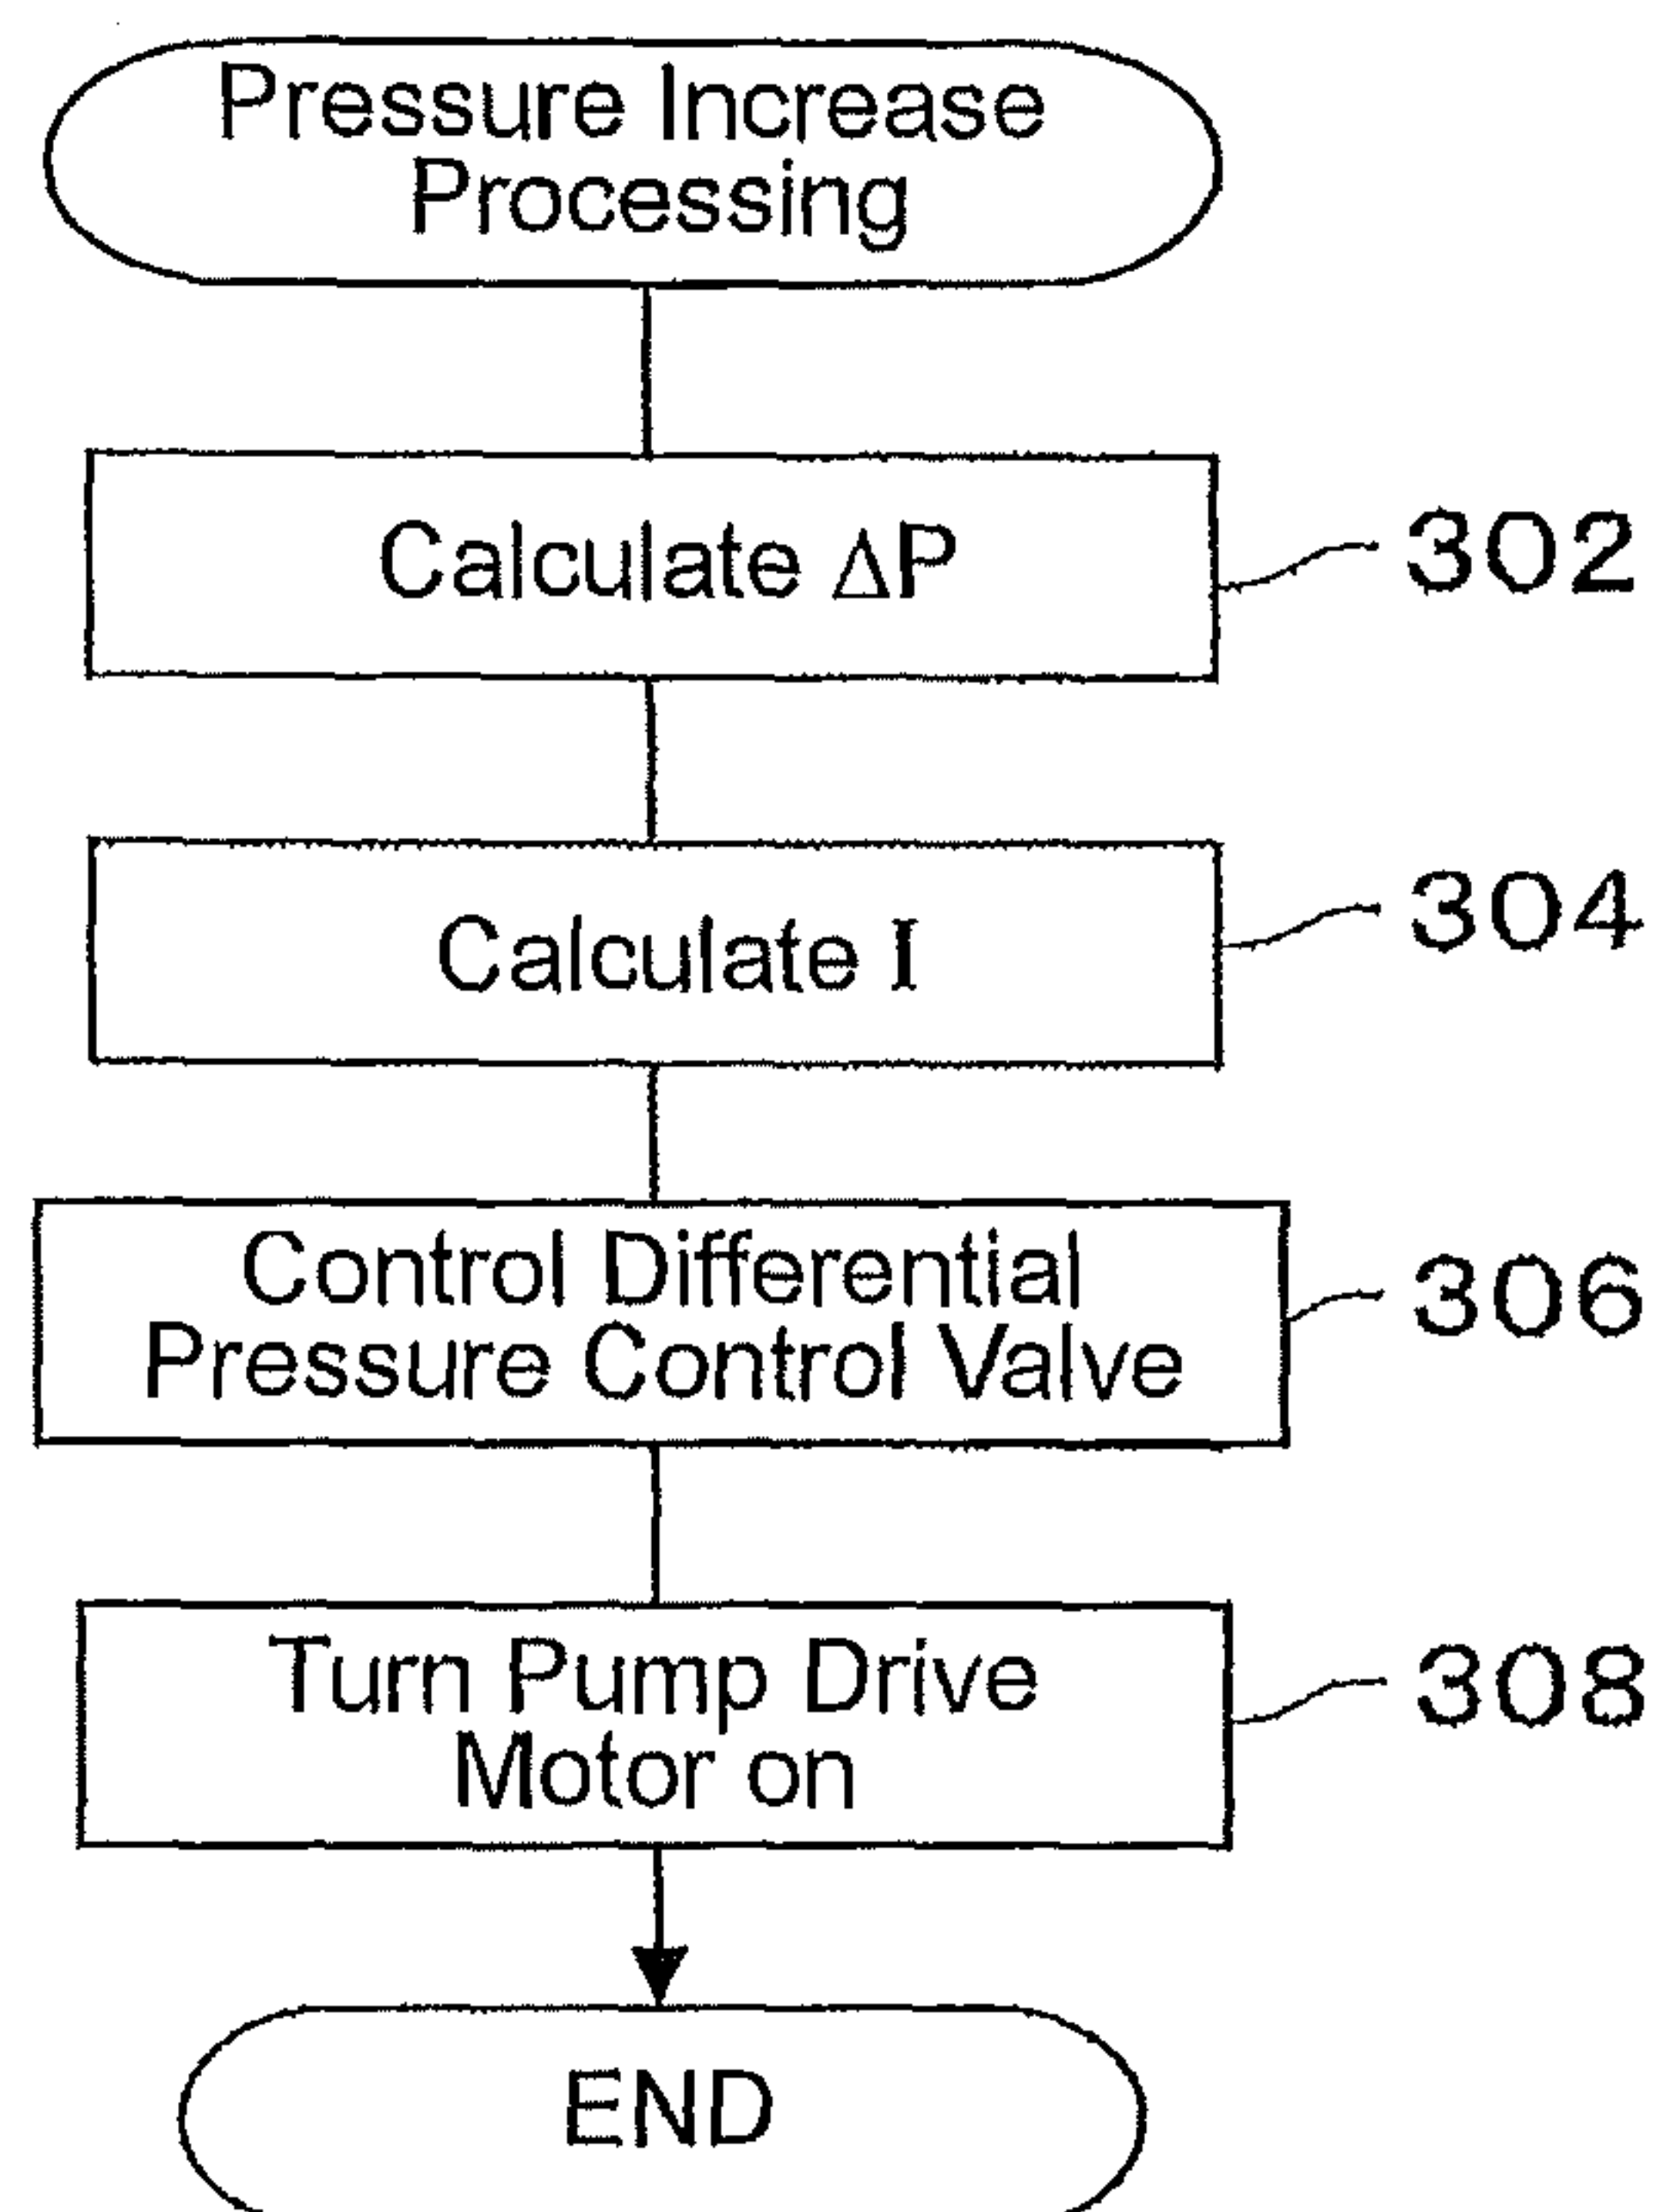 Pressure Increase
Processing
Calculate ΔP
302
Calculate I
304
Control Differential
Pressure Control Valve
306
Turn Pump Drive
Motor on
308
END